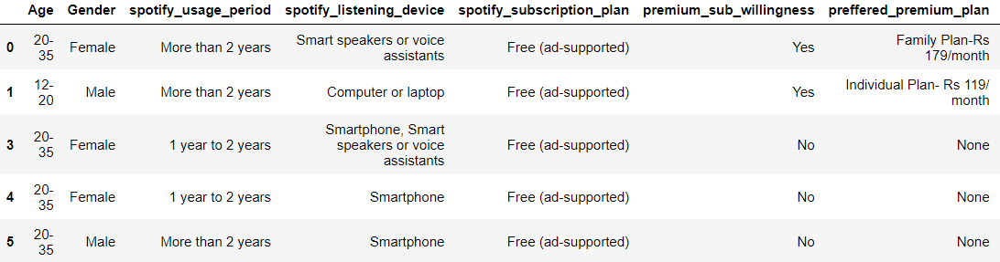 Age Gender spotify_usage_period spotify_listening_device spotify_subscription_plan premium_sub_willingness preffered_premium_plan
0 20-35 Female More than 2 years Smart speakers or voice assistants Free (ad-supported) Yes Family Plan-Rs 179/month
1 12-20 Male More than 2 years Computer or laptop Free (ad-supported) Yes Individual Plan- Rs 119/ month
3 20-35 Female 1 year to 2 years Smartphone, Smart speakers or voice assistants Free (ad-supported) No None
4 20-35 Female 1 year to 2 years Smartphone Free (ad-supported) No None
5 20-35 Male More than 2 years Smartphone Free (ad-supported) No None